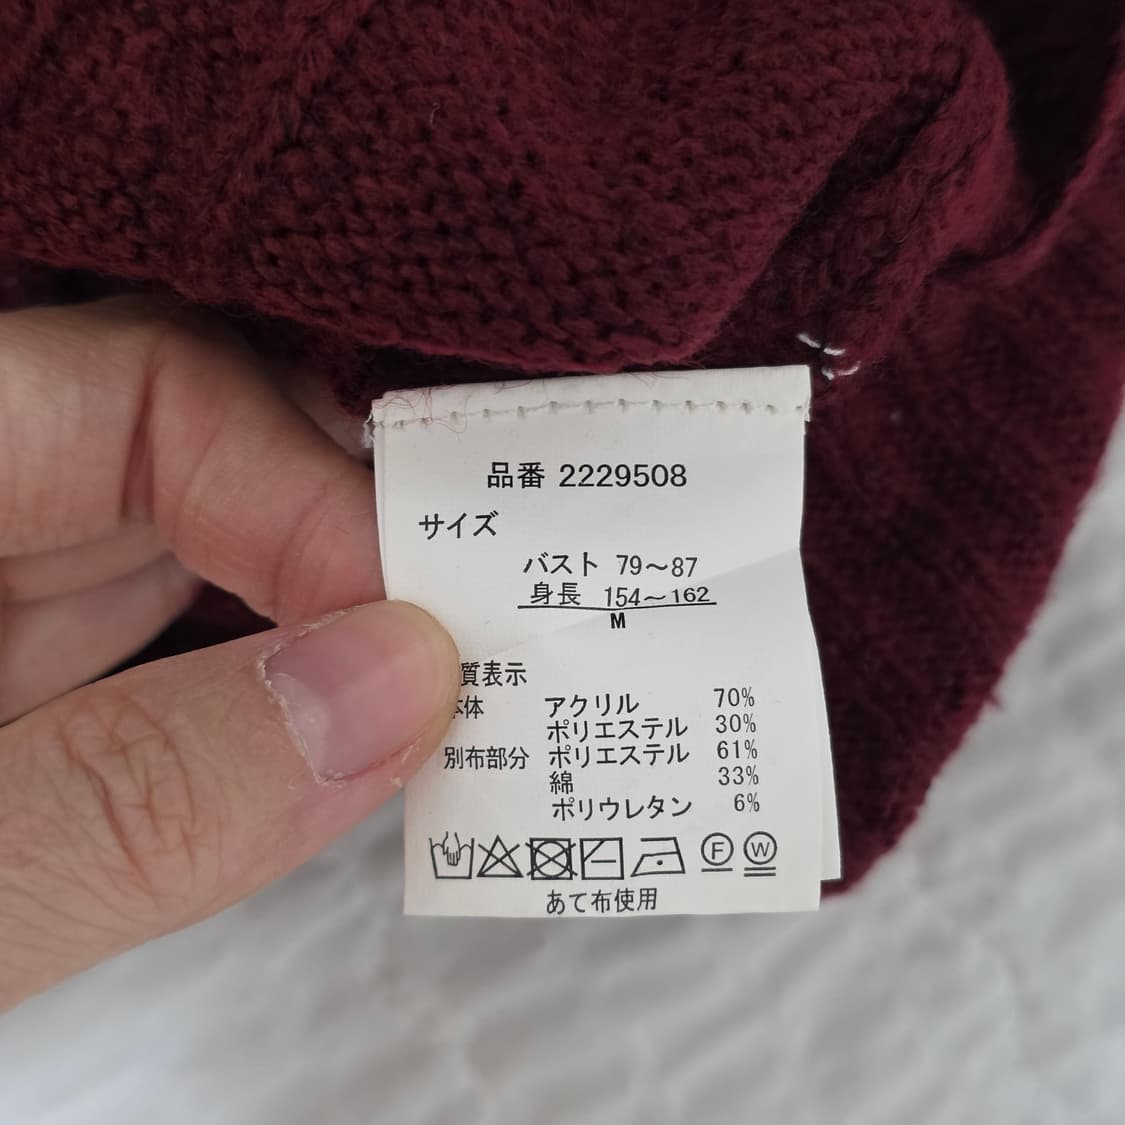 品番 2229508
サイズ
バスト 79～87
身長 154～162
M
質表示
本体 アクリル 70%
ポリエステル 30%
別布部分 ポリエステル 61%
綿 33%
ポリウレタン 6%
F W
あて布使用